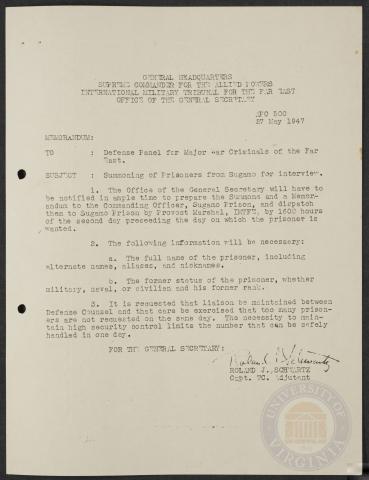 GENERAL HEADQUARTERS
SUPREME COMMANDER FOR THE ALLIED POWERS
INTERNATIONAL MILITARY TRIBUNAL FOR THE FAR EAST
OFFICE OF THE GENERAL SECRETARY
APO 500
27 May 1947
MEMORANDUM:
TO : Defense Panel for Major War Criminals of the Far
East.
SUBJECT : Summoning of Prisoners from Sugamo for interview.
1. The Office of the General Secretary will have to
be notified in ample time to prepare the Summons and a Memor-
andum to the Commanding Officer, Sugamo Prison, and dispatch
them to Sugamo Prison by Provost Marshal, IMTFE, by 1600 hours
of the second day preceeding the day on which the prisoner is
wanted.
2. The following information will be necessary:
a. The full name of the prisoner, including
alternate names, aliases, and nicknames.
b. The former status of the prisoner, whether
military, naval, or civilian and his former rank.
3. It is requested that liaison be maintained between
Defense Counsel and that care be exercised that too many prison-
ers are not requested on the same day. The necessity to main-
tain high security control limits the number that can be safely
handled in one day.
FOR THE GENERAL SECRETARY:
Roland J. Schwartz
ROLAND J. SCHWARTZ
Capt. TC. Adjutant
UNIVERSITY OF VIRGINIA